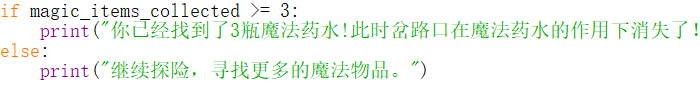 if magic_items_collected >= 3:
    print("你已经找到了3瓶魔法药水!此时岔路口在魔法药水的作用下消失了!
else:
    print("继续探险，寻找更多的魔法物品。")